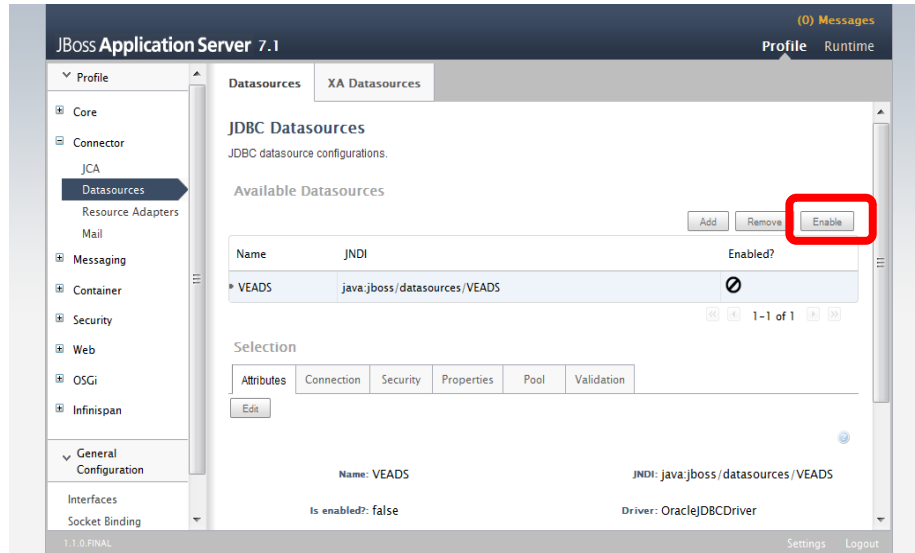 (0) Messages
JBoss Application Server 7.1
Profile Runtime
Profile
Datasources XA Datasources
Core
Connector
JCA
Datasources
Resource Adapters
Mail
Messaging
Container
Security
Web
OSGi
Infinispan
General
Configuration
Interfaces
Socket Binding
JDBC Datasources
JDBC datasource configurations.
Available Datasources
Add Remove Enable
Name JNDI Enabled?
VEADS java:jboss/datasources/VEADS
1-1 of 1
Selection
Attributes Connection Security Properties Pool Validation
Edit
Name: VEADS JNDI: java:jboss/datasources/VEADS
Is enabled?: false Driver: OracleJDBCDriver
1.1.0.FINAL Settings Logout